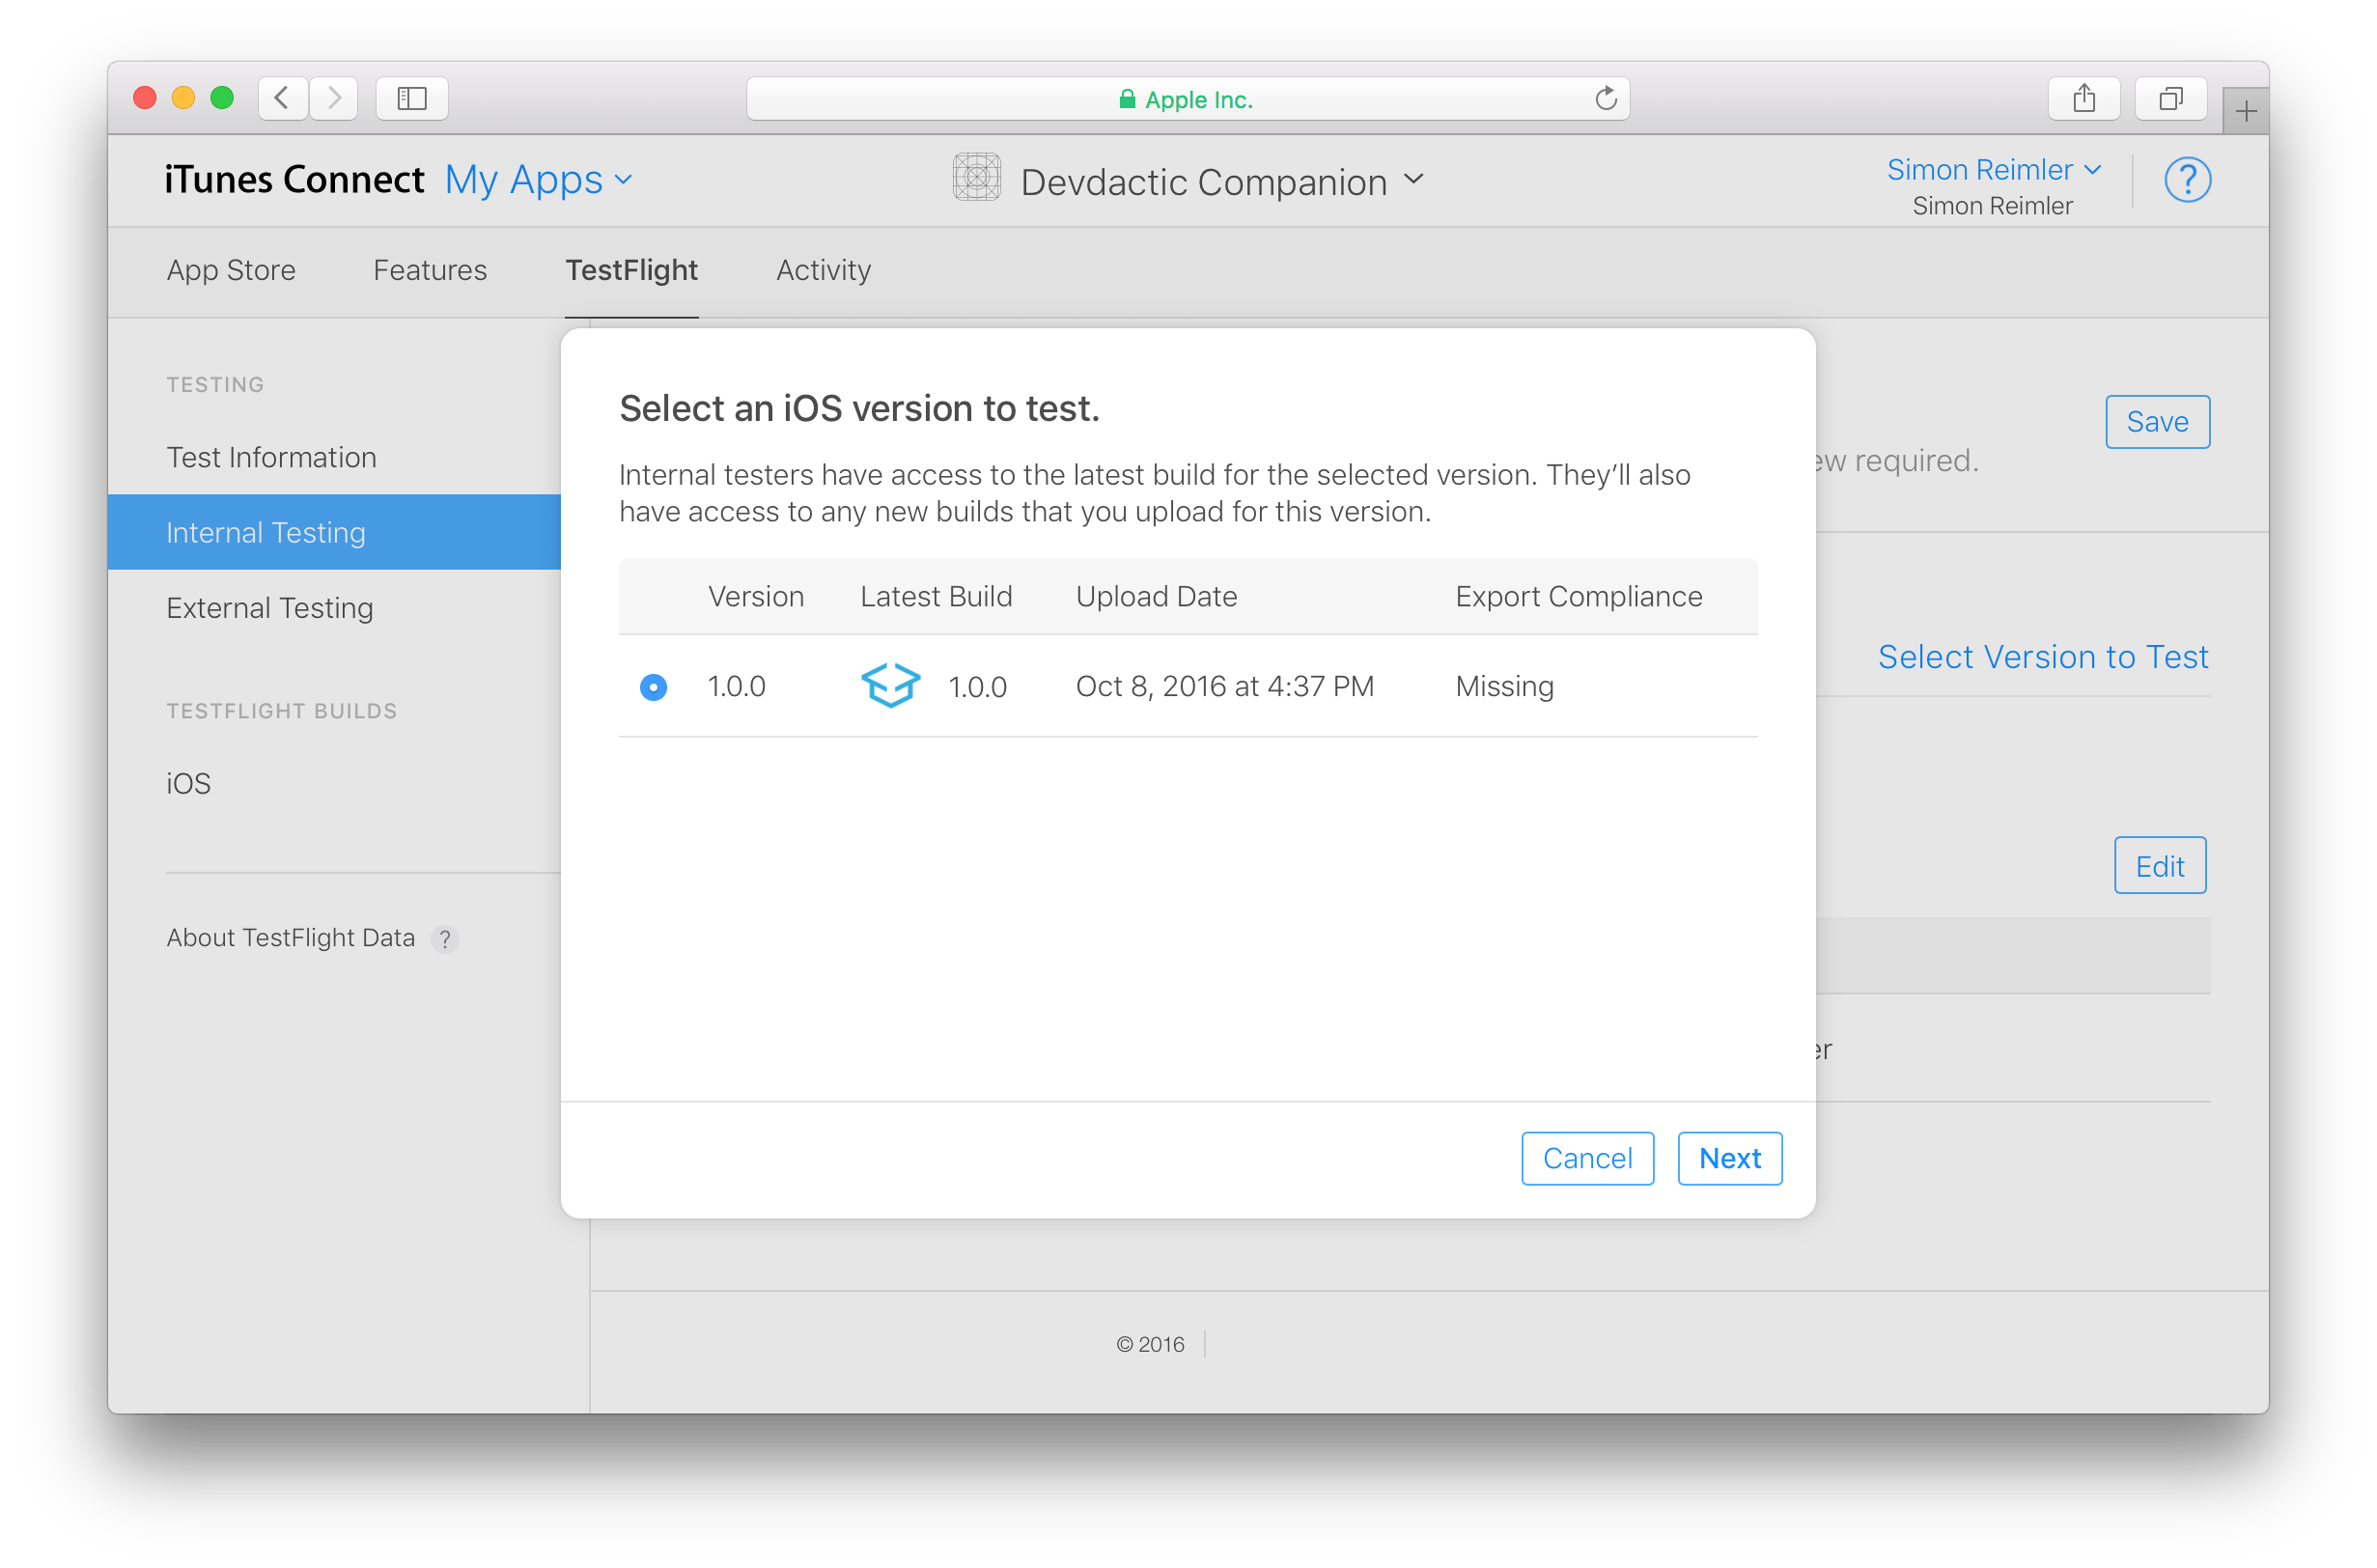 Apple Inc.
iTunes Connect My Apps
Devdactic Companion
Simon Reimler
Simon Reimler
?
App Store Features TestFlight Activity
TESTING
Test Information
Internal Testing
External Testing
TESTFLIGHT BUILDS
iOS
About TestFlight Data ?
Select an iOS version to test.
Internal testers have access to the latest build for the selected version. They’ll also
have access to any new builds that you upload for this version.
Version Latest Build Upload Date Export Compliance
1.0.0 1.0.0 Oct 8, 2016 at 4:37 PM Missing
Cancel Next
Save
required.
Select Version to Test
Edit
© 2016